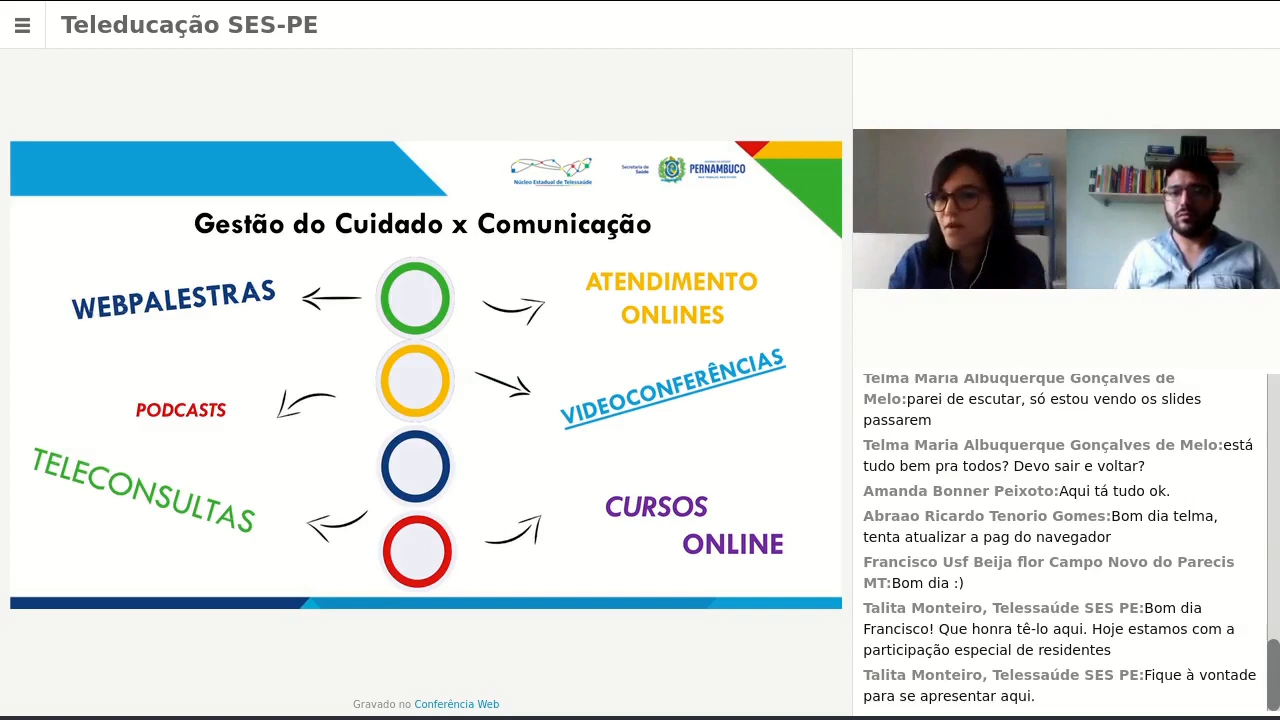 Teleducação SES-PE
Núcleo Estadual de Telessaúde
Secretaria de
Saúde
PERNAMBUCO
Gestão do Cuidado x Comunicação
WEBPALESTRAS
ATENDIMENTO
ONLINES
VIDEOCONFERÊNCIAS
PODCASTS
TELECONSULTAS
CURSOS
ONLINE
Gravado no Conferência Web
Telma Maria Albuquerque Gonçalves de
Melo:parei de escutar, só estou vendo os slides
passarem
Telma Maria Albuquerque Gonçalves de Melo:está
tudo bem pra todos? Devo sair e voltar?
Amanda Bonner Peixoto:Aqui tá tudo ok.
Abraao Ricardo Tenorio Gomes:Bom dia telma,
tenta atualizar a pag do navegador
Francisco Usf Beija flor Campo Novo do Parecis
MT:Bom dia :)
Talita Monteiro, Telessaúde SES PE:Bom dia
Francisco! Que honra tê-lo aqui. Hoje estamos com a
participação especial de residentes
Talita Monteiro, Telessaúde SES PE:Fique à vontade
para se apresentar aqui.